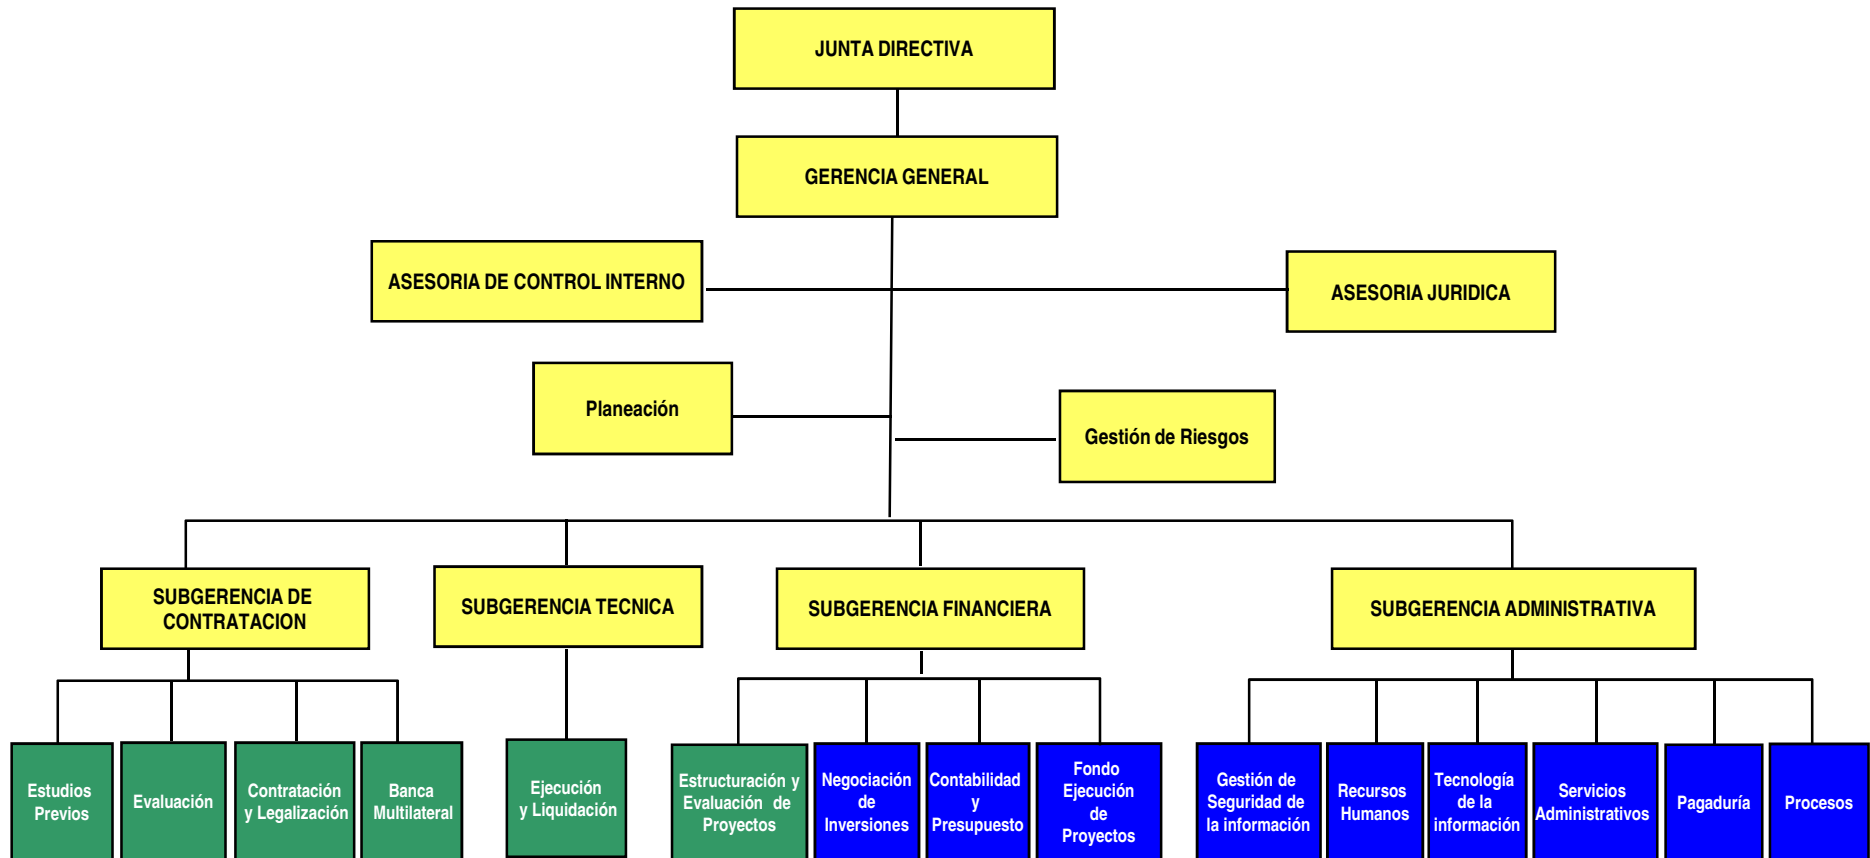 JUNTA DIRECTIVA
GERENCIA GENERAL
ASESORIA DE CONTROL INTERNO
ASESORIA JURIDICA
Planeación
Gestión de Riesgos
SUBGERENCIA DE
CONTRATACION
SUBGERENCIA TECNICA
SUBGERENCIA FINANCIERA
SUBGERENCIA ADMINISTRATIVA
Estudios
Previos
Evaluación
Contratación
y Legalización
Banca
Multilateral
Ejecución
y Liquidación
Estructuración y
Evaluación de
Proyectos
Negociación
de
Inversiones
Contabilidad
y
Presupuesto
Fondo
Ejecución
de
Proyectos
Gestión de
Seguridad de
la información
Recursos
Humanos
Tecnología
de la
información
Servicios
Administrativos
Pagaduría
Procesos